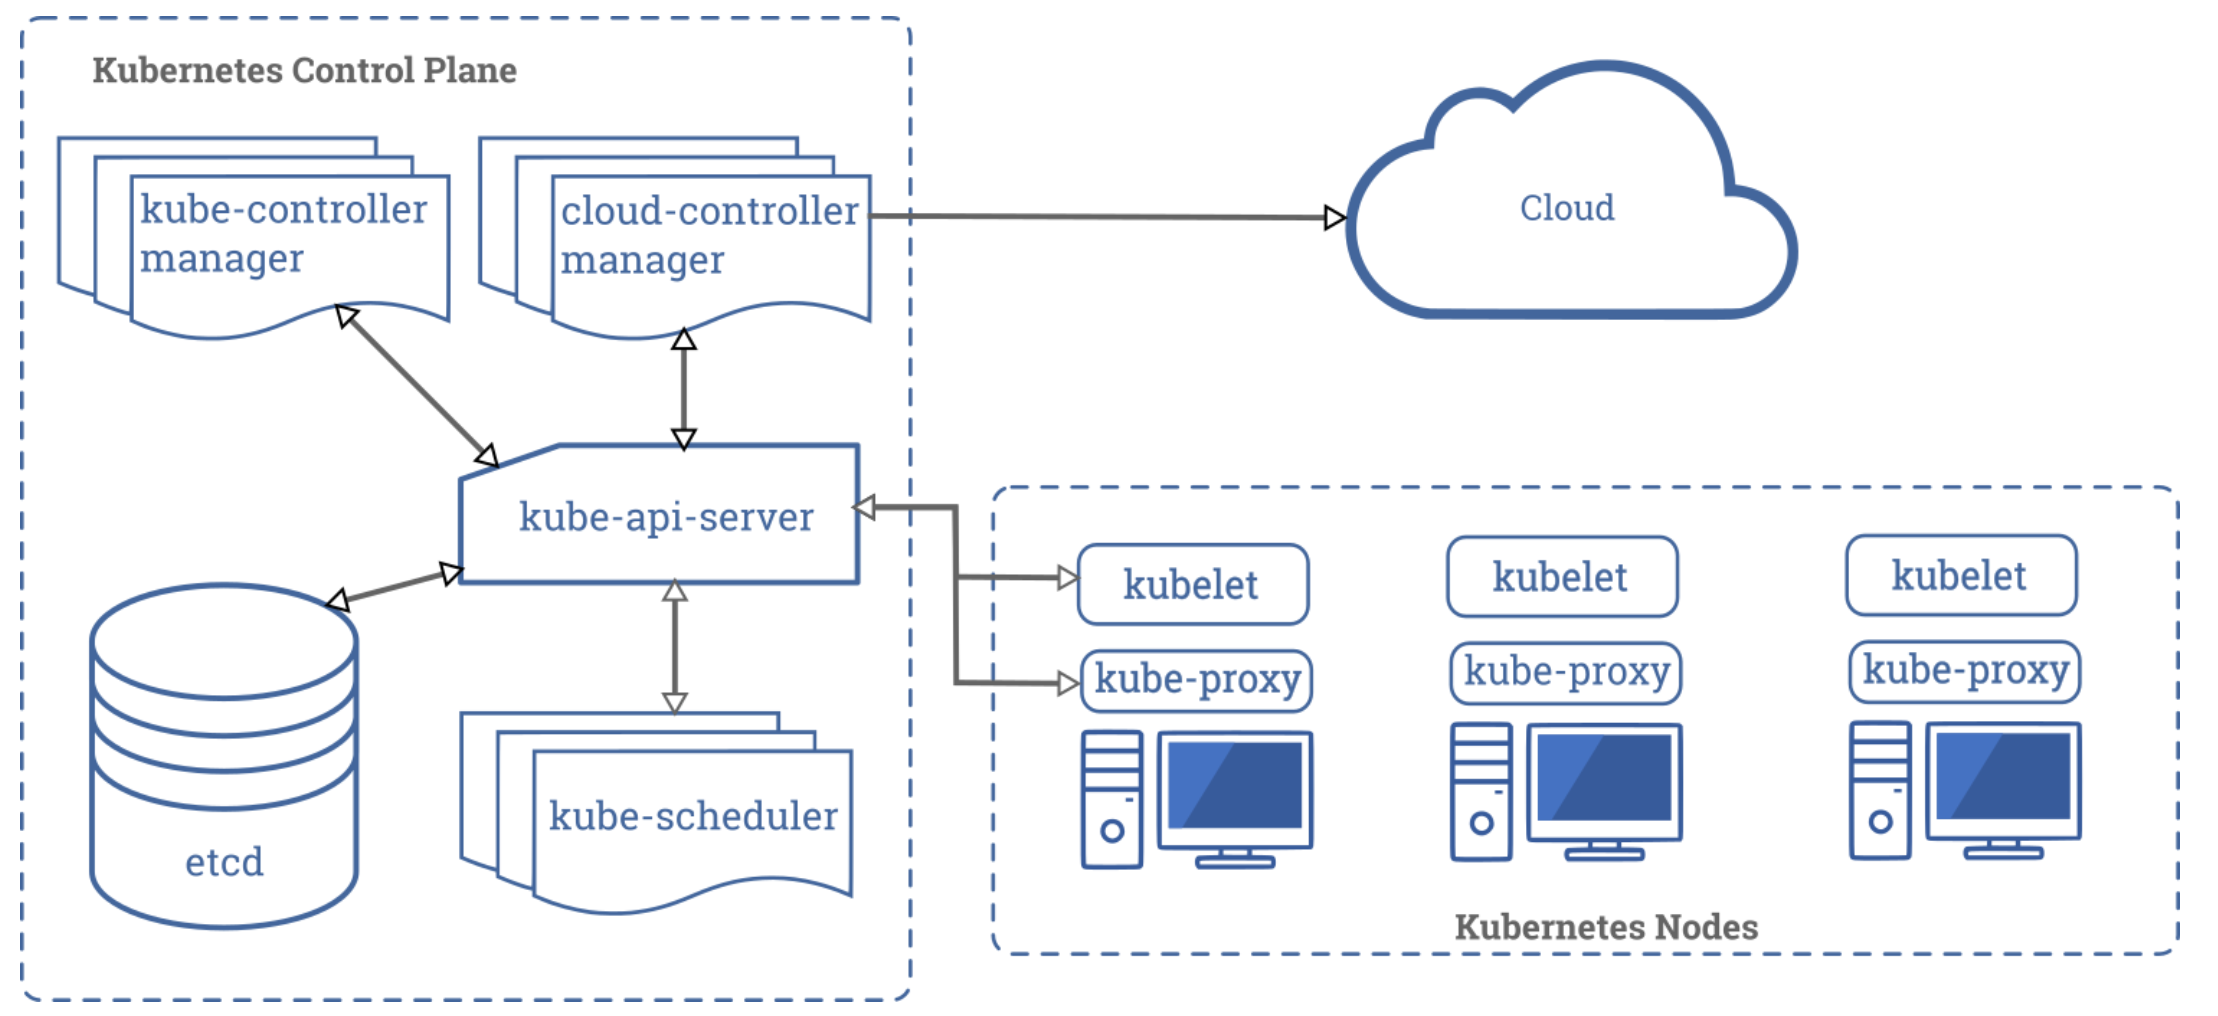 Kubernetes Control Plane
kube-controller
manager
cloud-controller
manager
Cloud
kube-api-server
etcd
kube-scheduler
kubelet
kube-proxy
kubelet
kube-proxy
kubelet
kube-proxy
Kubernetes Nodes